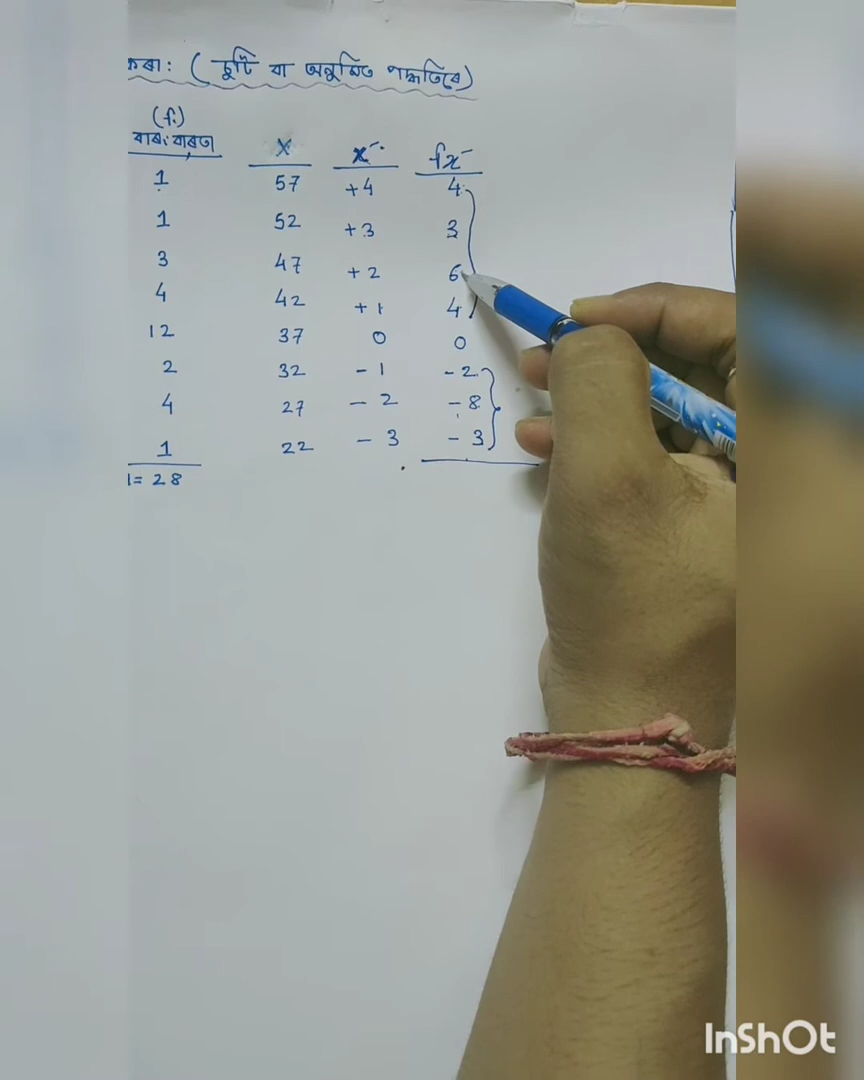 কৰা: ( চুটি বা অনুমিত পদ্ধতিৰে)
(f)
বাৰংবাৰতা X x' fx'
1 57 +4 4
1 52 +3 3
3 47 +2 6
4 42 +1 4
12 37 0 0
2 32 -1 -2
4 27 -2 -8
1 22 -3 -3
= 28
InShOt